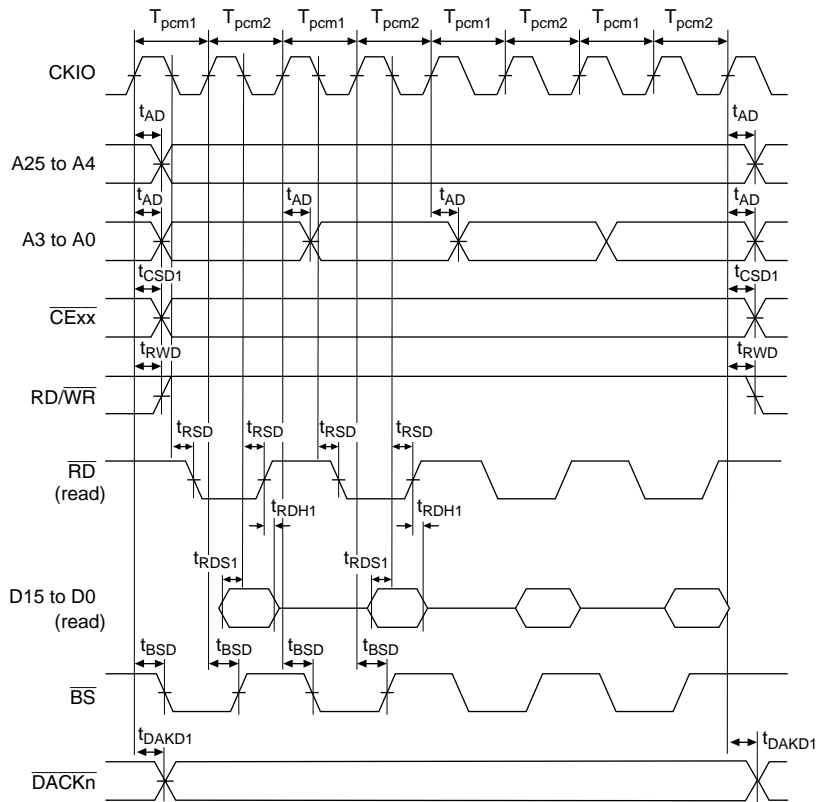 Tpcm1 Tpcm2 Tpcm1 Tpcm2 Tpcm1 Tpcm2 Tpcm1 Tpcm2
CKIO
tAD tAD
A25 to A4
tAD tAD tAD tAD
A3 to A0
tCSD1 tCSD1
CExx
tRWD tRWD
RD/WR
tRSD tRSD tRSD tRSD
RD
(read)
tRDH1 tRDH1
tRDS1 tRDS1
D15 to D0
(read)
tBSD tBSD tBSD tBSD
BS
tDAKD1 tDAKD1
DACKn